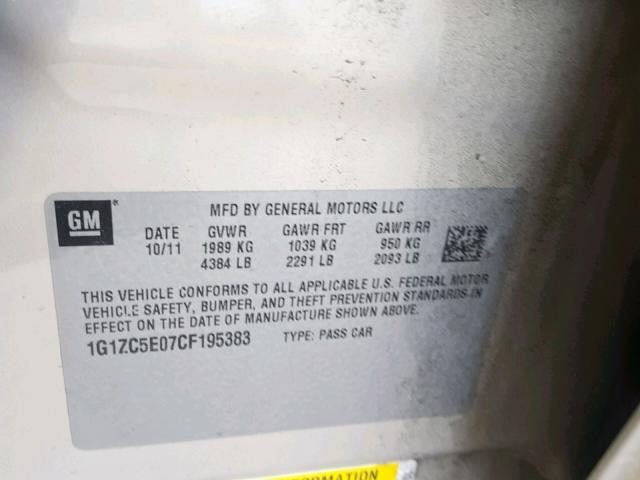 GM
MFD BY GENERAL MOTORS LLC
DATE GVWR GAWR FRT GAWR RR
10/11 1989 KG 1039 KG 950 KG
4384 LB 2291 LB 2093 LB
THIS VEHICLE CONFORMS TO ALL APPLICABLE U.S. FEDERAL MOTOR
VEHICLE SAFETY, BUMPER, AND THEFT PREVENTION STANDARDS IN
EFFECT ON THE DATE OF MANUFACTURE SHOWN ABOVE.
1G1ZC5E07CF195383 TYPE: PASS CAR